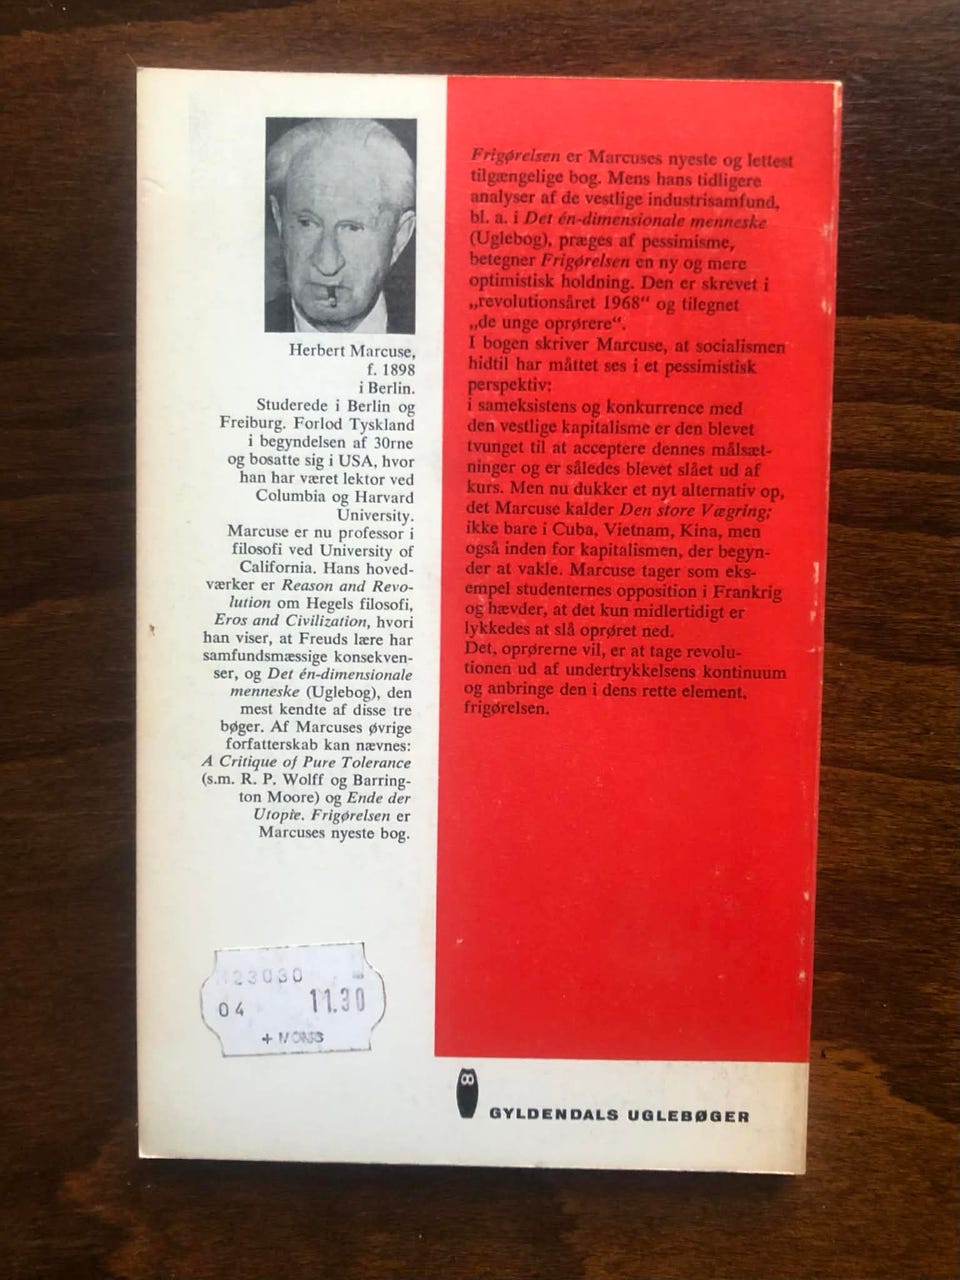 Herbert Marcuse,
f. 1898
i Berlin.
Studerede i Berlin og
Freiburg. Forlod Tyskland
i begyndelsen af 30rne
og bosatte sig i USA, hvor
han har været lektor ved
Columbia og Harvard
University.
Marcuse er nu professor i
filosofi ved University of
California. Hans hoved-
værker er Reason and Revo-
lution om Hegels filosofi,
Eros and Civilization, hvori
han viser, at Freuds lære har
samfundsmæssige konsekven-
ser, og Det én-dimensionale
menneske (Uglebog), den
mest kendte af disse tre
bøger. Af Marcuses øvrige
forfatterskab kan nævnes:
A Critique of Pure Tolerance
(s.m. R. P. Wolff og Barring-
ton Moore) og Ende der
Utopie. Frigørelsen er
Marcuses nyeste bog.
Frigørelsen er Marcuses nyeste og lettest
tilgængelige bog. Mens hans tidligere
analyser af de vestlige industrisamfund,
bl. a. i Det én-dimensionale menneske
(Uglebog), præges af pessimisme,
betegner Frigørelsen en ny og mere
optimistisk holdning. Den er skrevet i
„revolutionsåret 1968“ og tilegnet
„de unge oprørere“.
I bogen skriver Marcuse, at socialismen
hidtil har måttet ses i et pessimistisk
perspektiv:
i sameksistens og konkurrence med
den vestlige kapitalisme er den blevet
tvunget til at acceptere dennes målsæt-
ninger og er således blevet slået ud af
kurs. Men nu dukker et nyt alternativ op,
det Marcuse kalder Den store Vægring;
ikke bare i Cuba, Vietnam, Kina, men
også inden for kapitalismen, der begyn-
der at vakle. Marcuse tager som eks-
empel studenternes opposition i Frankrig
og hævder, at det kun midlertidigt er
lykkedes at slå oprøret ned.
Det, oprørerne vil, er at tage revolu-
tionen ud af undertrykkelsens kontinuum
og anbringe den i dens rette element,
frigørelsen.
23030
04 11.30
+ MOMS
GYLDENDALS UGLEBØGER